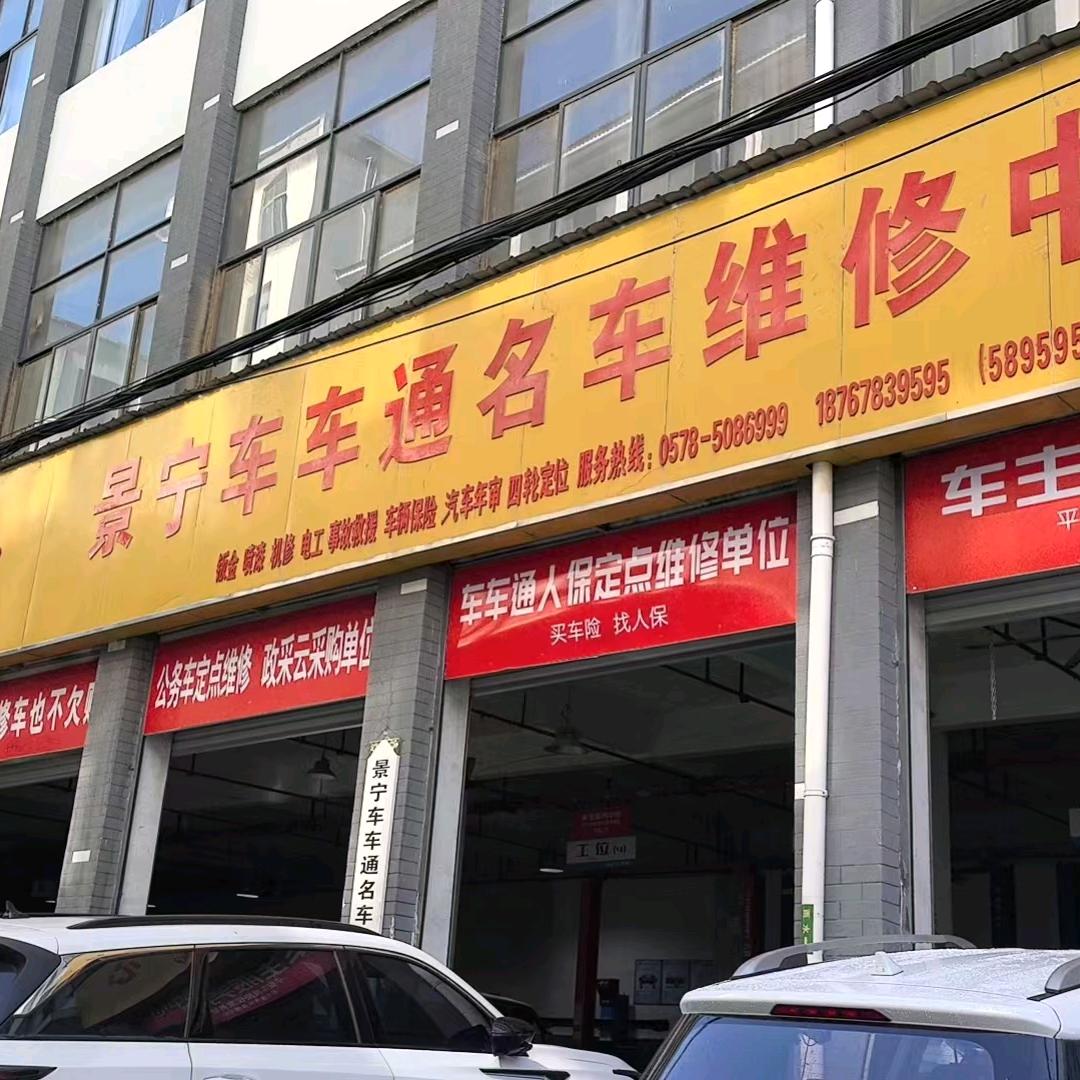 景宁车车通名车维修中
钣金 喷漆 机修 电工 事故救援 车辆保险 汽车年审 四轮定位 服务热线：0578-5086999 18767839595 (589595
修车也不欠
公务车定点维修 政采云采购单位
车车通人保定点维修单位
买车险 找人保
车主
平
景宁车车通名车
工位